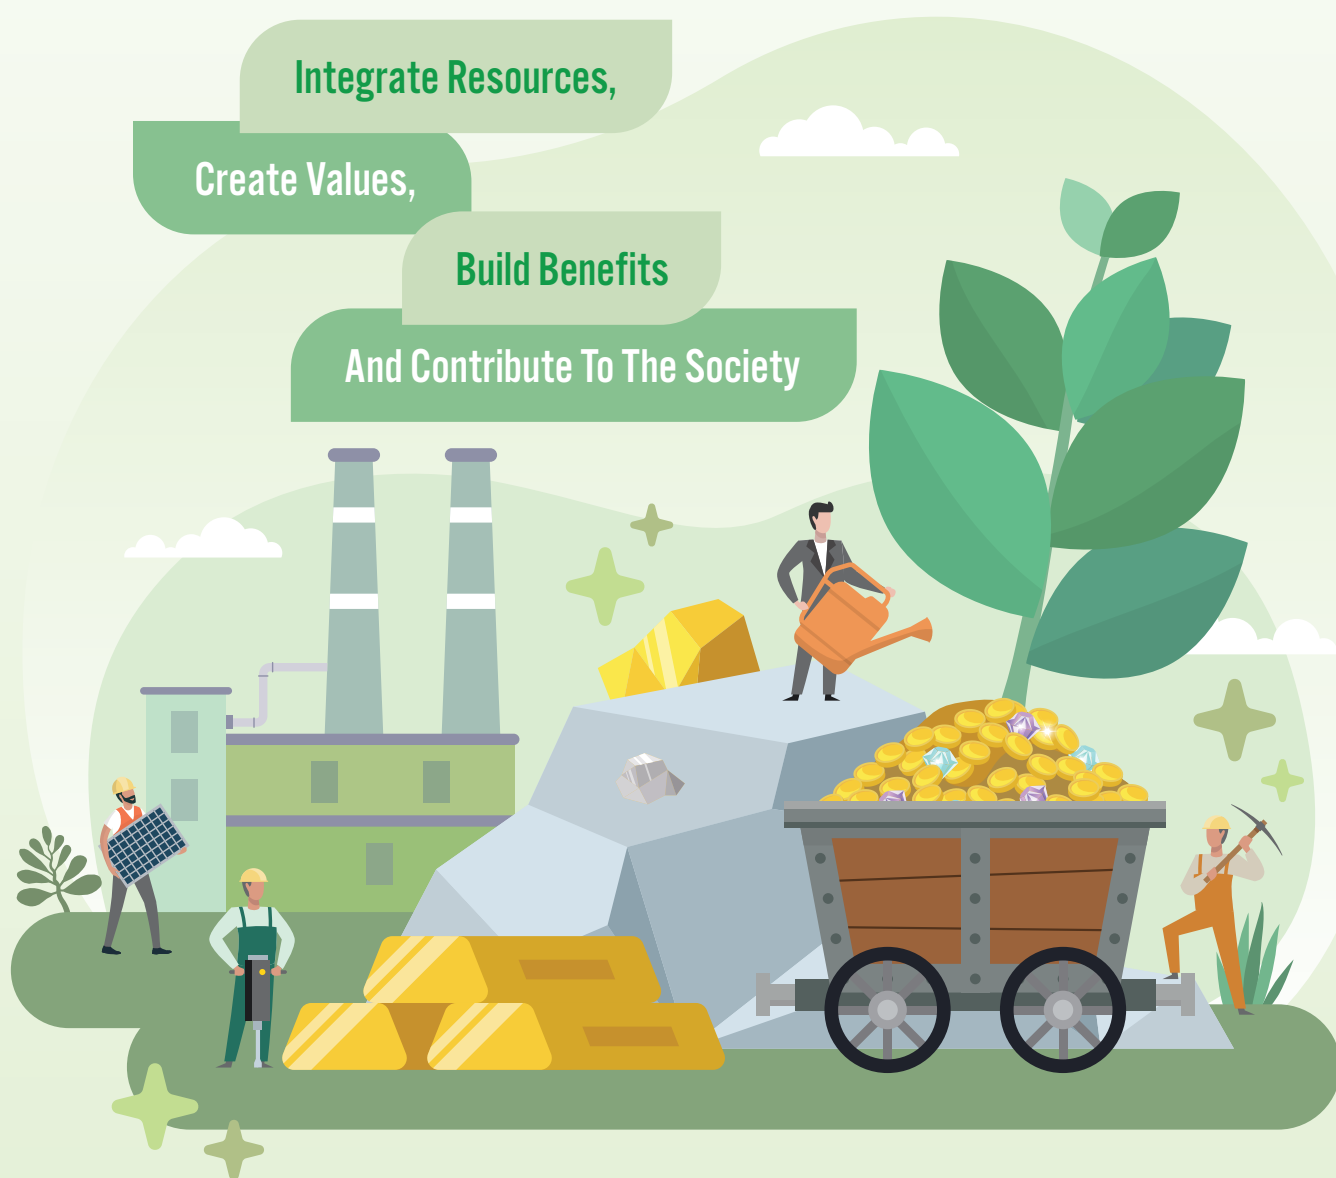 Integrate Resources,
Create Values,
Build Benefits
And Contribute To The Society